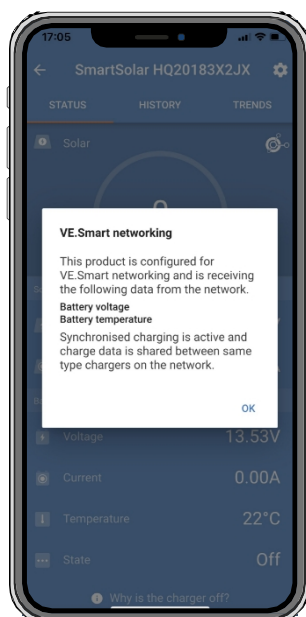 17:05
SmartSolar HQ20183X2JX
STATUS HISTORY TRENDS
Solar
VE.Smart networking
This product is configured for
VE.Smart networking and is receiving
the following data from the network.
Battery voltage
Battery temperature
Synchronised charging is active and
charge data is shared between same
type chargers on the network.
OK
Voltage 13.53V
Current 0.00A
Temperature 22°C
State Off
Why is the charger off?